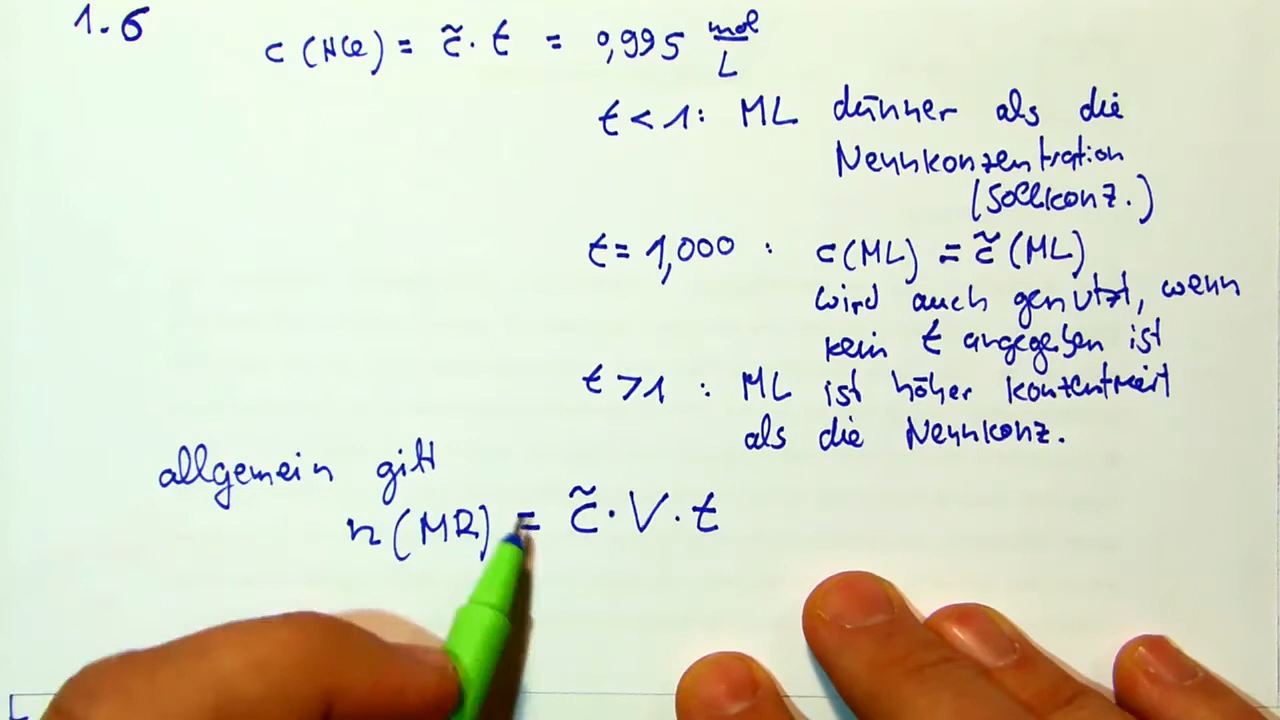 1.6
c(HCl) = c̃ · t = 0,995 mol/L
t < 1: ML dünner als die
Nennkonzentration
(Sollkonz.)
t = 1,000 : c(ML) = c̃(ML)
wird auch genutzt, wenn
kein t angegeben ist
t > 1 : ML ist höher konzentriert
als die Nennkonz.
allgemein gilt
n(MR) = c̃ · V · t